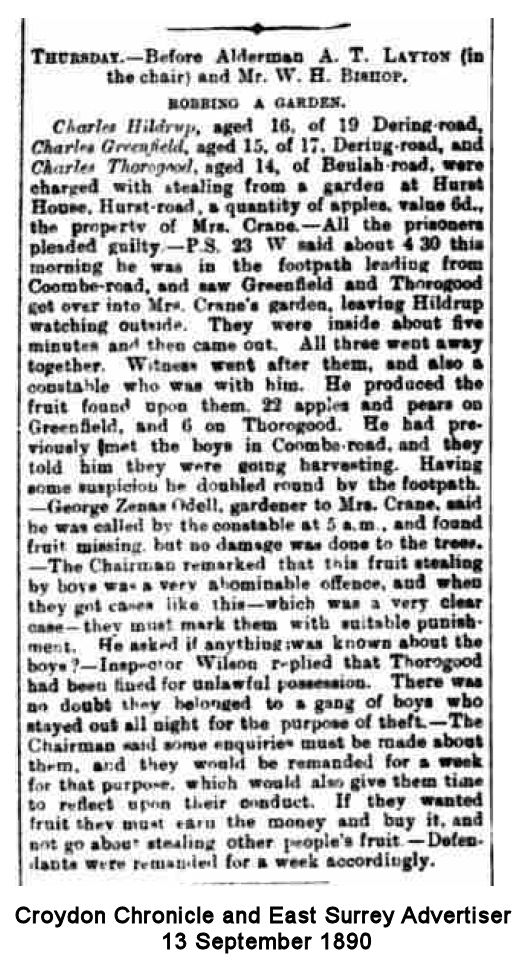 THURSDAY.—Before Alderman A. T. LAYTON (in
the chair) and Mr. W. H. BISHOP.
ROBBING A GARDEN.
Charles Hildrup, aged 16, of 19 Dering-road,
Charles Greenfield, aged 15, of 17, Dering-road, and
Charles Thorogood, aged 14, of Beulah-road, were
charged with stealing from a garden at Hurst
House, Hurst-road, a quantity of apples, value 6d.,
the property of Mrs. Crane.—All the prisoners
pleaded guilty.—P.S. 23 W said about 4 30 this
morning he was in the footpath leading from
Coombe-road, and saw Greenfield and Thorogood
get over into Mrs. Crane's garden, leaving Hildrup
watching outside. They were inside about five
minutes and then came out. All three went away
together. Witness went after them, and also a
constable who was with him. He produced the
fruit found upon them, 22 apples and pears on
Greenfield, and 6 on Thorogood. He had pre-
viously met the boys in Coombe-road, and they
told him they were going harvesting. Having
some suspicion he doubled round by the footpath.
—George Zenas Odell, gardener to Mrs. Crane, said
he was called by the constable at 5 a.m., and found
fruit missing, but no damage was done to the trees.
—The Chairman remarked that this fruit stealing
by boys was a very abominable offence, and when
they got cases like this—which was a very clear
case—they must mark them with suitable punish-
ment. He asked if anything was known about the
boys?—Inspector Wilson replied that Thorogood
had been fined for unlawful possession. There was
no doubt they belonged to a gang of boys who
stayed out all night for the purpose of theft.—The
Chairman said some enquiries must be made about
them, and they would be remanded for a week
for that purpose, which would also give them time
to reflect upon their conduct. If they wanted
fruit they must earn the money and buy it, and
not go about stealing other people's fruit.—Defen-
dants were remanded for a week accordingly.
Croydon Chronicle and East Surrey Advertiser
13 September 1890